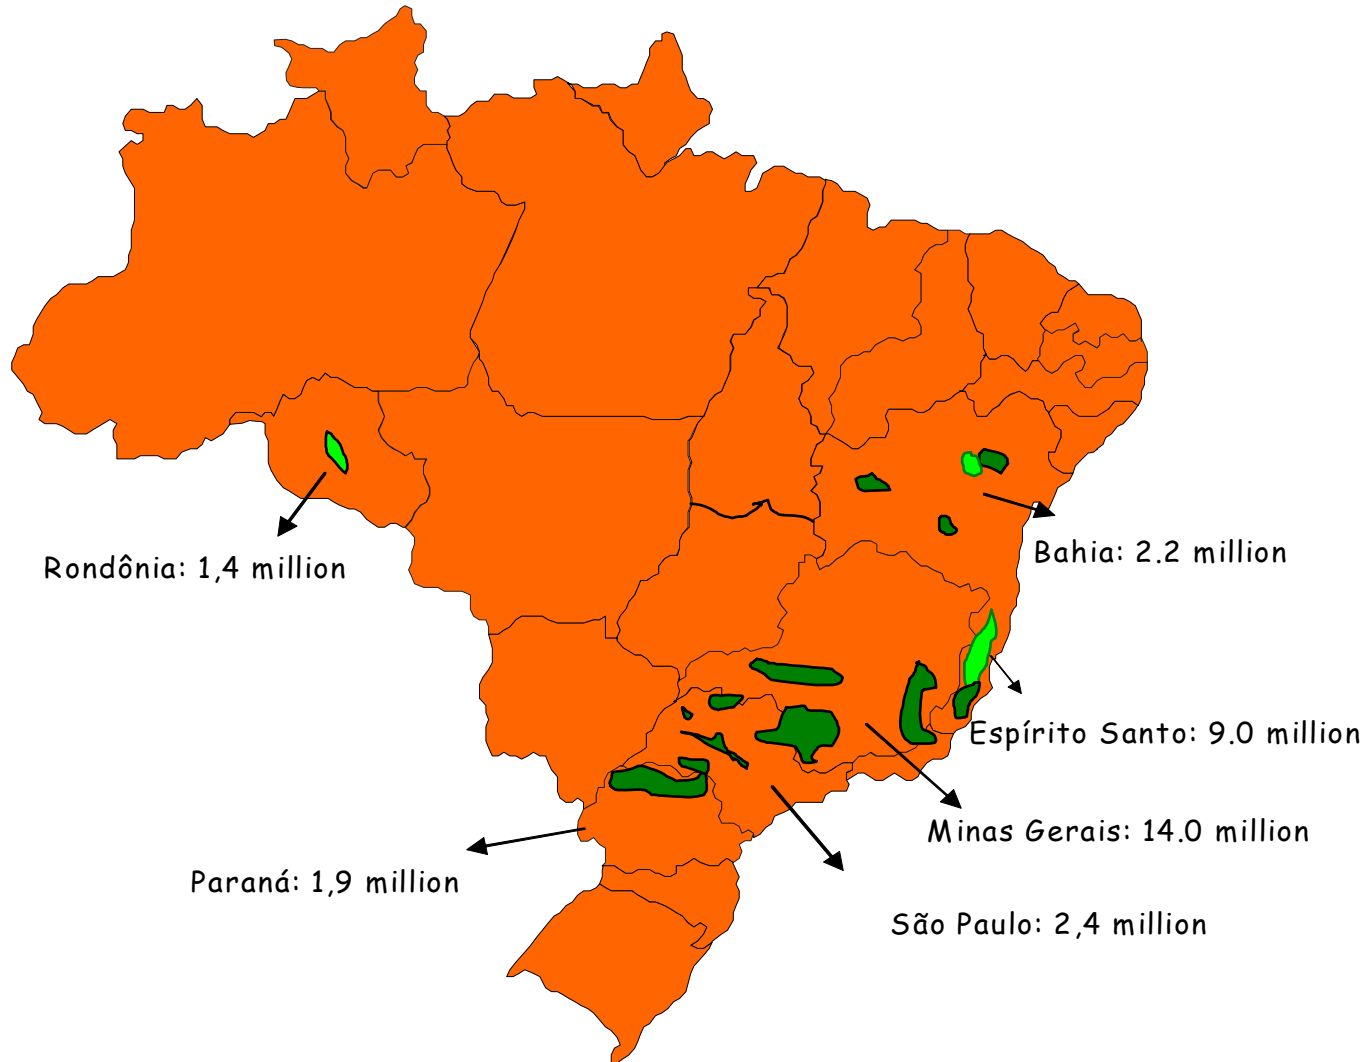 Rondônia: 1,4 million
Bahia: 2.2 million
Espírito Santo: 9.0 million
Minas Gerais: 14.0 million
Paraná: 1,9 million
São Paulo: 2,4 million